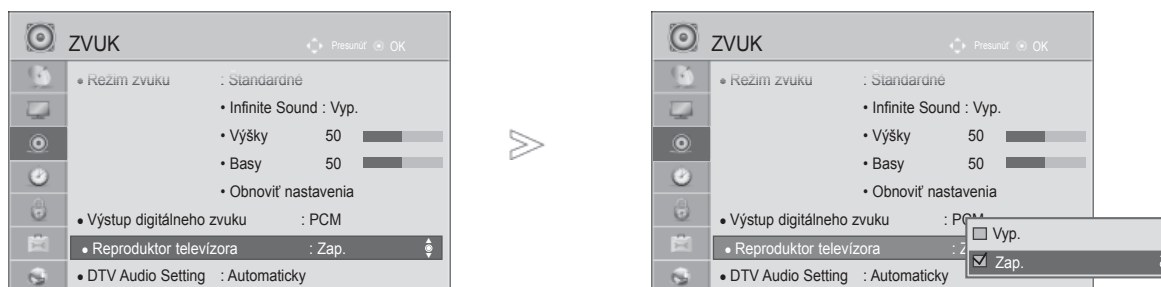 ZVUK Presunúť OK
• Režim zvuku : Štandardné
• Infinite Sound : Vyp.
• Výšky 50
• Basy 50
• Obnoviť nastavenia
• Výstup digitálneho zvuku : PCM
• Reproduktor televízora : Zap.
• DTV Audio Setting : Automaticky
ZVUK Presunúť OK
• Režim zvuku : Štandardné
• Infinite Sound : Vyp.
• Výšky 50
• Basy 50
• Obnoviť nastavenia
• Výstup digitálneho zvuku : PCM
• Reproduktor televízora : Z
• DTV Audio Setting : Automaticky
Vyp.
Zap.